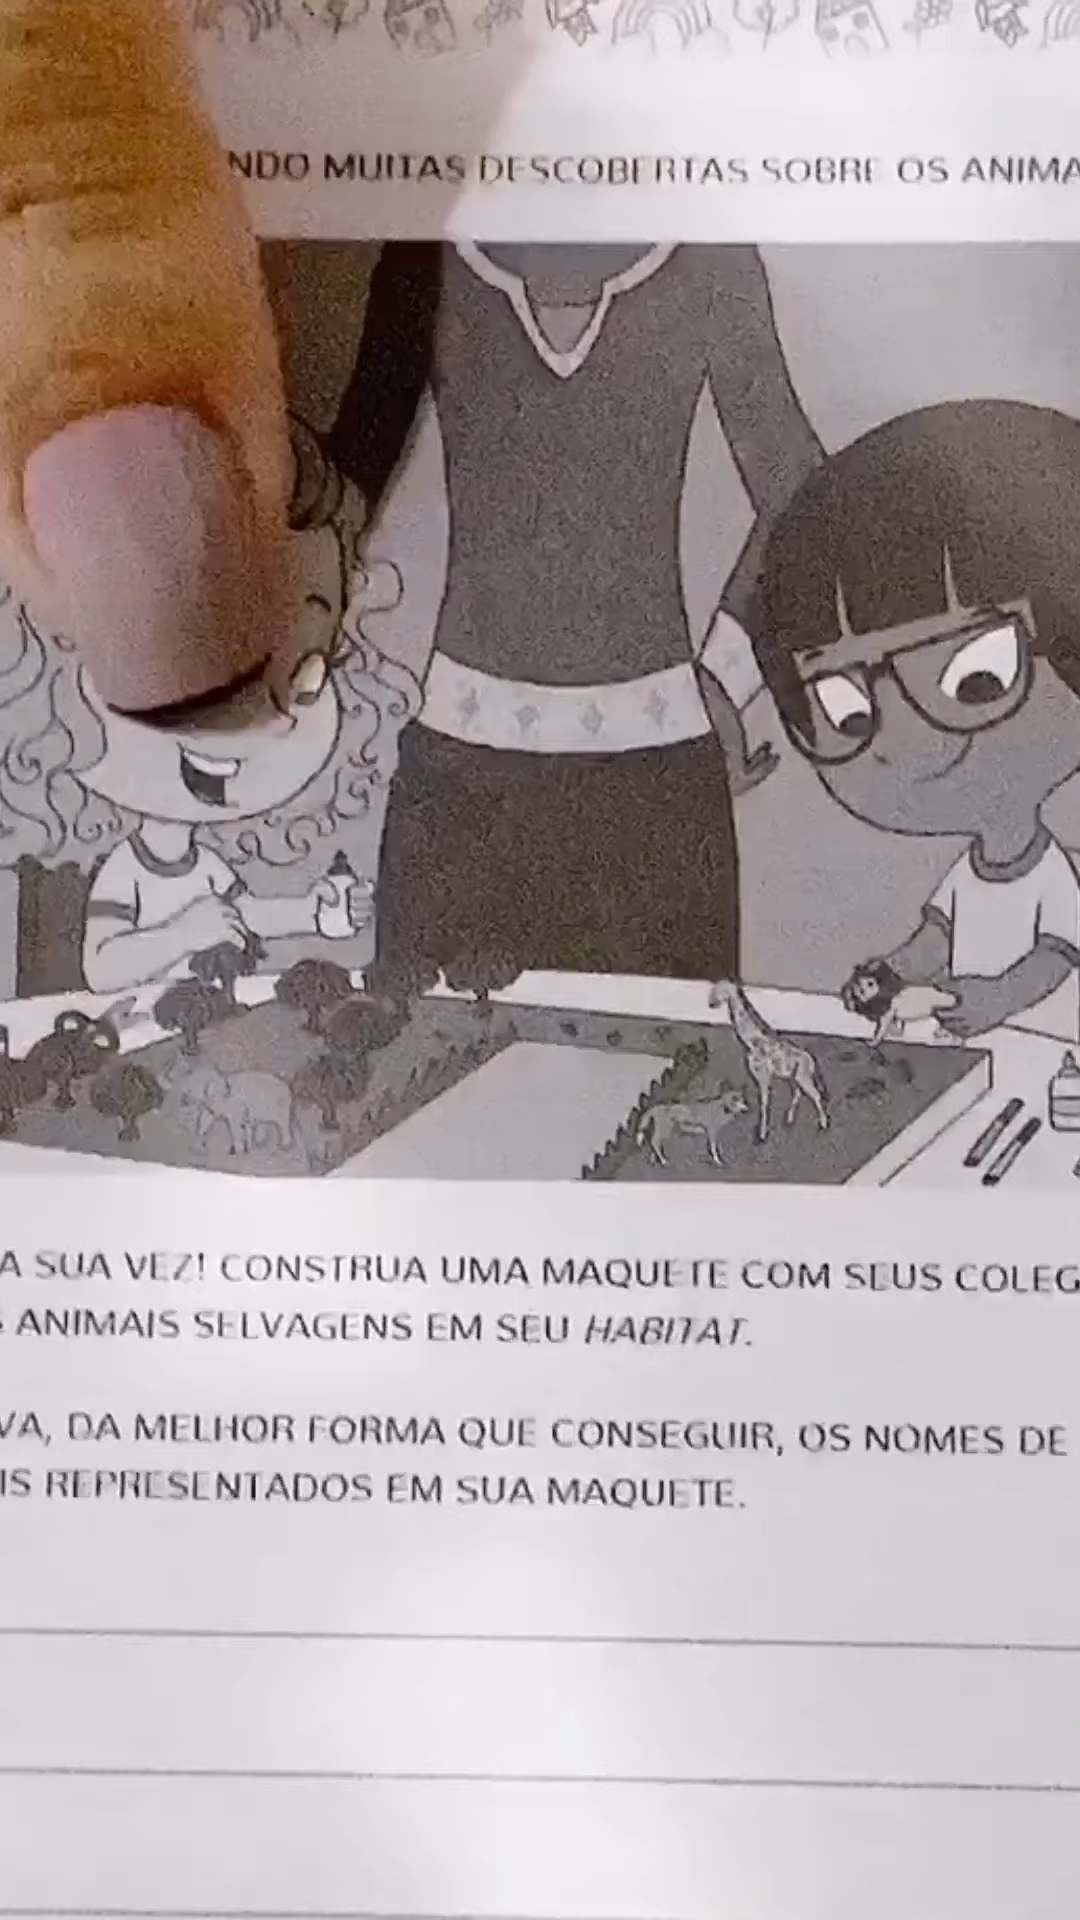 NDO MUITAS DESCOBERTAS SOBRE OS ANIMA
A SUA VEZ! CONSTRUA UMA MAQUETE COM SEUS COLEG
S ANIMAIS SELVAGENS EM SEU HABITAT.
VA, DA MELHOR FORMA QUE CONSEGUIR, OS NOMES DE
IS REPRESENTADOS EM SUA MAQUETE.